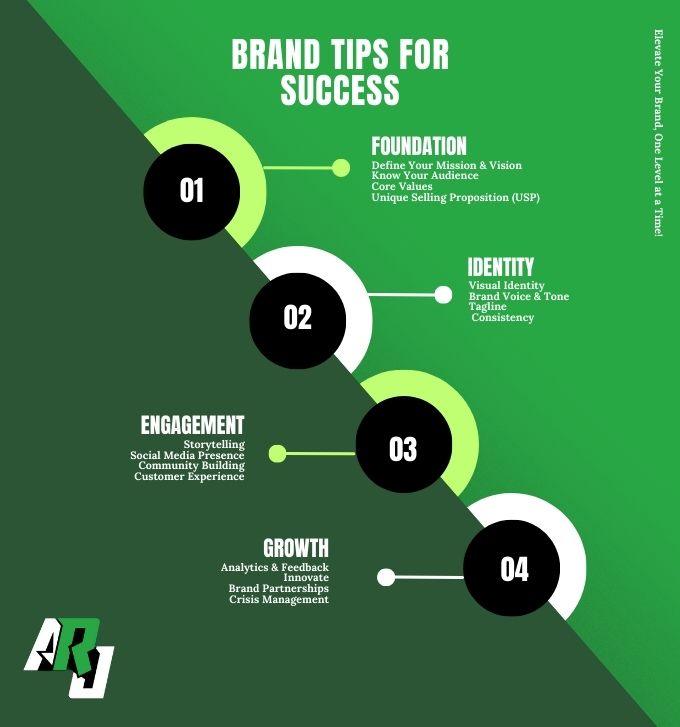 BRAND TIPS FOR
SUCCESS
Elevate Your Brand, One Level at a Time!
01
FOUNDATION
Define Your Mission & Vision
Know Your Audience
Core Values
Unique Selling Proposition (USP)
02
IDENTITY
Visual Identity
Brand Voice & Tone
Tagline
Consistency
03
ENGAGEMENT
Storytelling
Social Media Presence
Community Building
Customer Experience
04
GROWTH
Analytics & Feedback
Innovate
Brand Partnerships
Crisis Management
ARJ